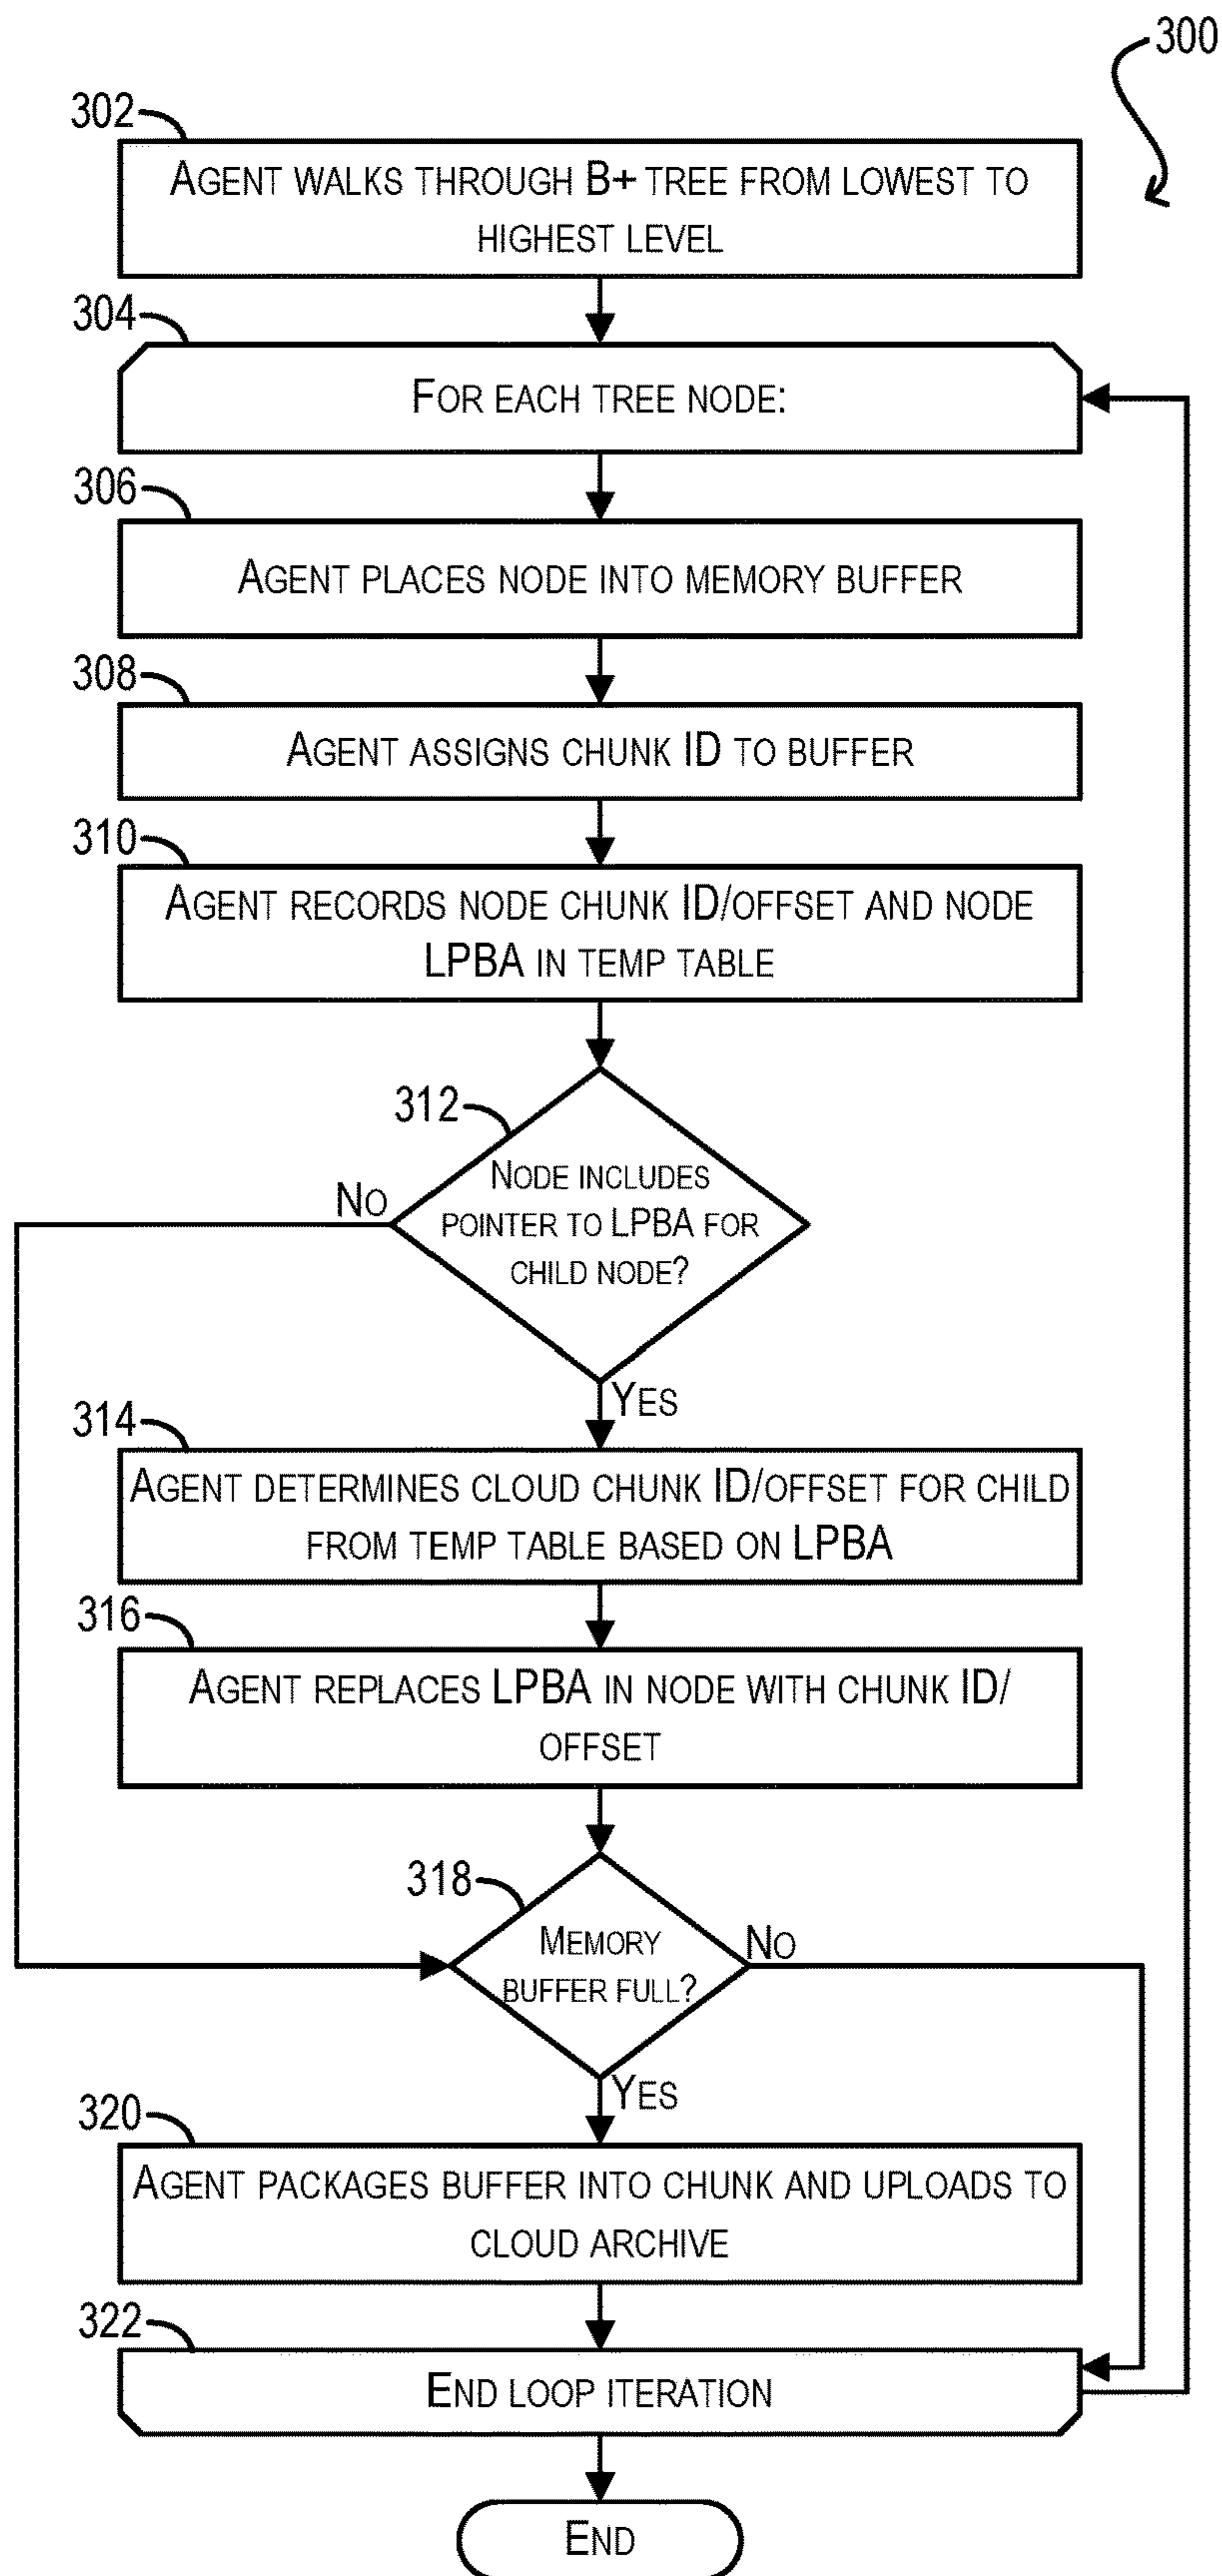 300
302
AGENT WALKS THROUGH B+ TREE FROM LOWEST TO
HIGHEST LEVEL
304
FOR EACH TREE NODE:
306
AGENT PLACES NODE INTO MEMORY BUFFER
308
AGENT ASSIGNS CHUNK ID TO BUFFER
310
AGENT RECORDS NODE CHUNK ID/OFFSET AND NODE
LPBA IN TEMP TABLE
312
NODE INCLUDES
POINTER TO LPBA FOR
CHILD NODE?
NO
YES
314
AGENT DETERMINES CLOUD CHUNK ID/OFFSET FOR CHILD
FROM TEMP TABLE BASED ON LPBA
316
AGENT REPLACES LPBA IN NODE WITH CHUNK ID/
OFFSET
318
MEMORY
BUFFER FULL?
NO
YES
320
AGENT PACKAGES BUFFER INTO CHUNK AND UPLOADS TO
CLOUD ARCHIVE
322
END LOOP ITERATION
END